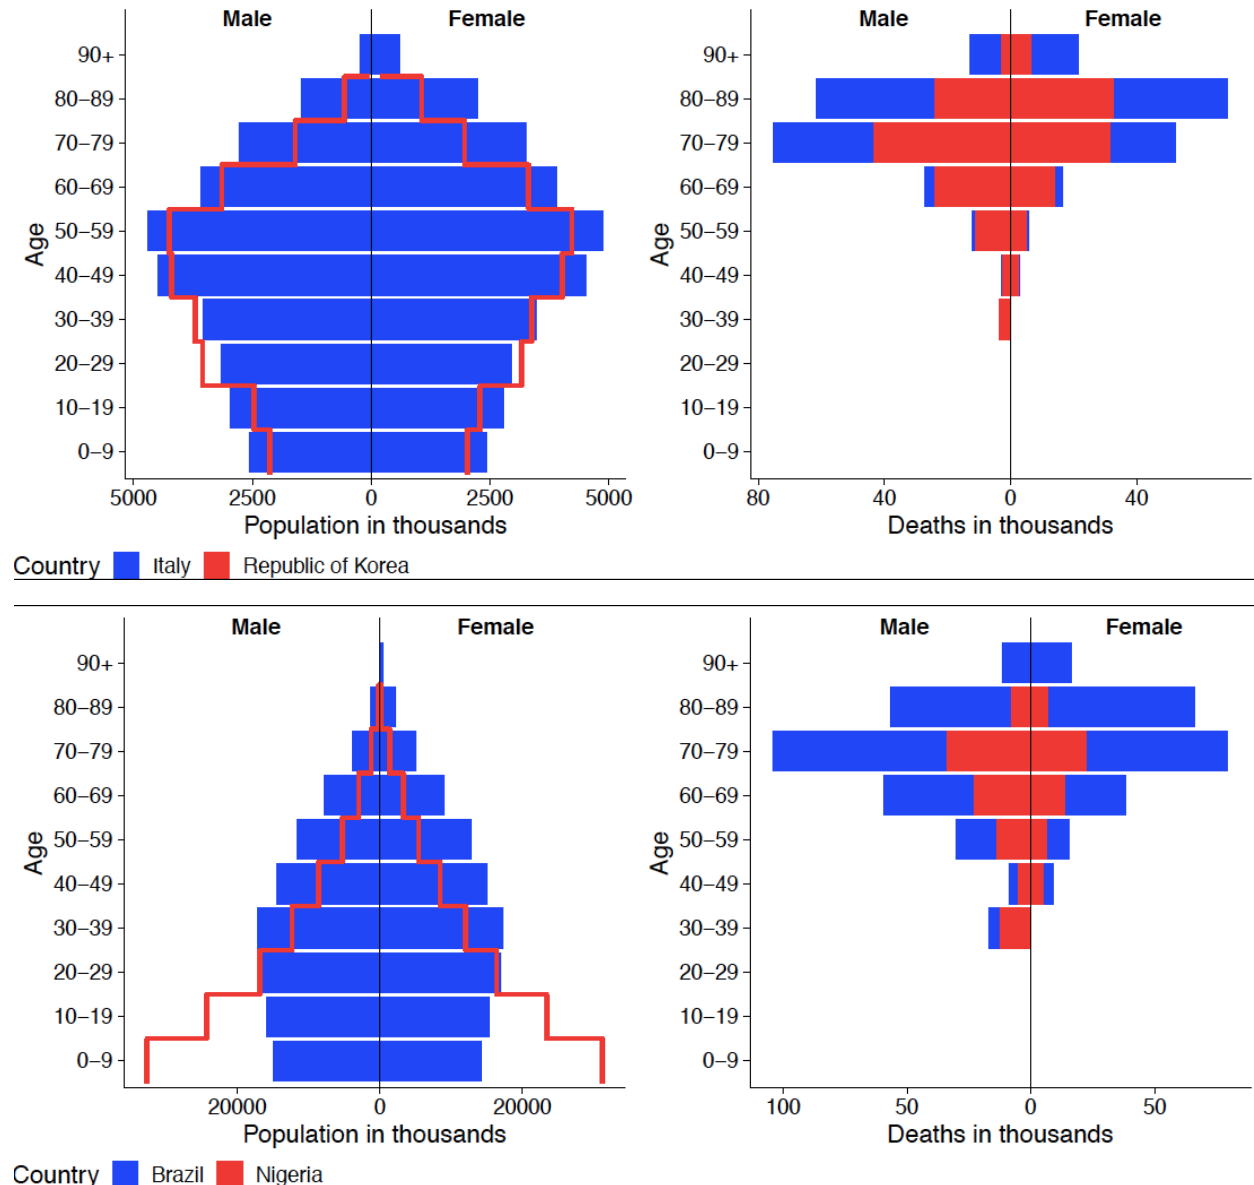 Male Female
90+
80–89
70–79
60–69
50–59
40–49
30–39
20–29
10–19
0–9
Age
5000 2500 0 2500 5000
Population in thousands
Male Female
90+
80–89
70–79
60–69
50–59
40–49
30–39
20–29
10–19
0–9
Age
80 40 0 40
Deaths in thousands
Country Italy Republic of Korea
Male Female
90+
80–89
70–79
60–69
50–59
40–49
30–39
20–29
10–19
0–9
Age
20000 0 20000
Population in thousands
Male Female
90+
80–89
70–79
60–69
50–59
40–49
30–39
20–29
10–19
0–9
Age
100 50 0 50
Deaths in thousands
Country Brazil Nigeria